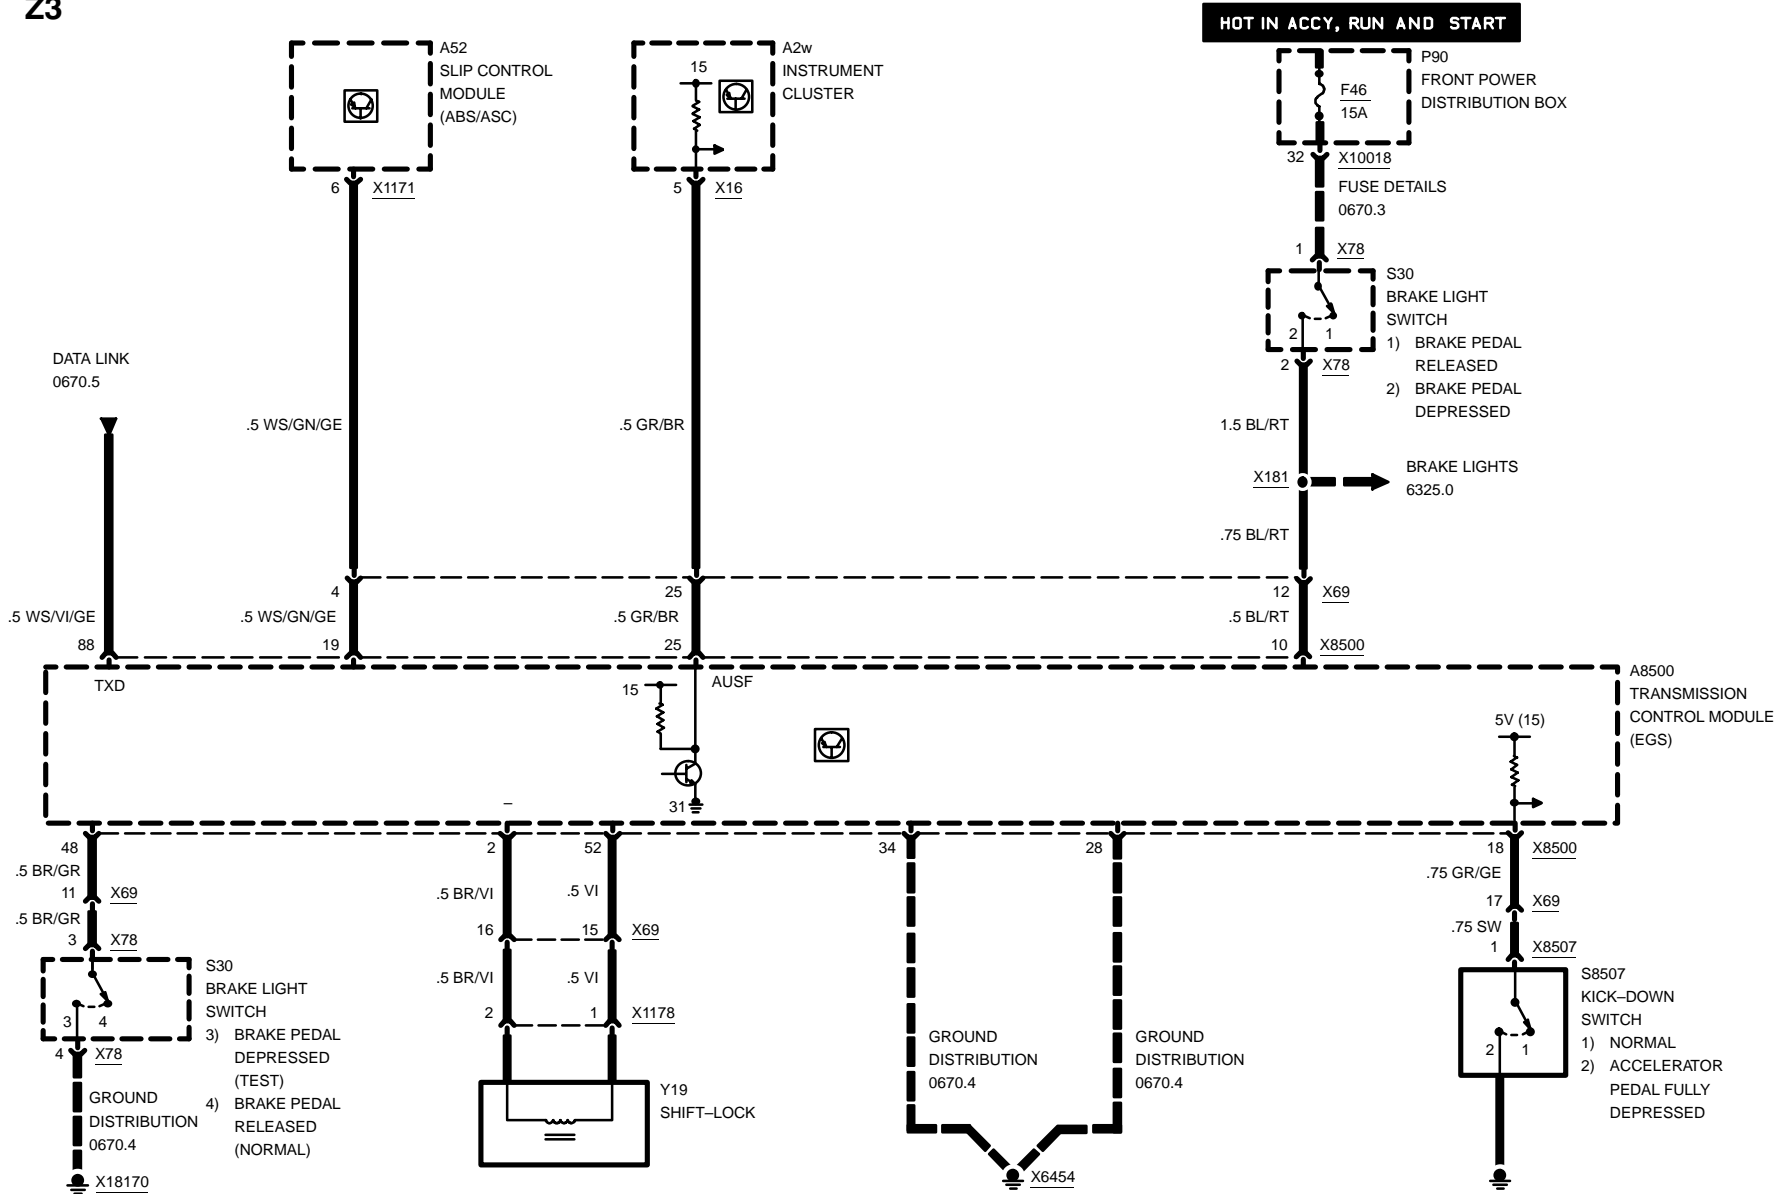 Z3
HOT IN ACCY, RUN AND START
A52
SLIP CONTROL
MODULE
(ABS/ASC)
6 X1171
A2w
INSTRUMENT
CLUSTER
15
5 X16
P90
FRONT POWER
DISTRIBUTION BOX
F46
15A
32 X10018
FUSE DETAILS
0670.3
1 X78
S30
BRAKE LIGHT
SWITCH
1) BRAKE PEDAL
RELEASED
2) BRAKE PEDAL
DEPRESSED
2 1
2 X78
DATA LINK
0670.5
.5 WS/GN/GE
.5 GR/BR
1.5 BL/RT
X181
BRAKE LIGHTS
6325.0
.75 BL/RT
4 25 12 X69
.5 WS/VI/GE .5 WS/GN/GE .5 GR/BR .5 BL/RT
88 19 25 10 X8500
TXD
15
AUSF
31
–
5V (15)
A8500
TRANSMISSION
CONTROL MODULE
(EGS)
48 2 52 34 28 18 X8500
.5 BR/GR
11 X69
.5 BR/GR
3 X78
S30
BRAKE LIGHT
SWITCH
3) BRAKE PEDAL
DEPRESSED
(TEST)
4) BRAKE PEDAL
RELEASED
(NORMAL)
3 4
4 X78
GROUND
DISTRIBUTION
0670.4
X18170
.5 BR/VI .5 VI
16 15 X69
.5 BR/VI .5 VI
2 1 X1178
Y19
SHIFT–LOCK
GROUND
DISTRIBUTION
0670.4
GROUND
DISTRIBUTION
0670.4
X6454
.75 GR/GE
17 X69
.75 SW
1 X8507
S8507
KICK–DOWN
SWITCH
1) NORMAL
2) ACCELERATOR
PEDAL FULLY
DEPRESSED
2 1